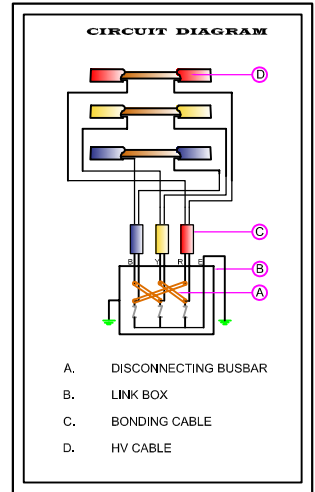 CIRCUIT DIAGRAM
D
C
B Y R E
B
A
A. DISCONNECTING BUSBAR
B. LINK BOX
C. BONDING CABLE
D. HV CABLE